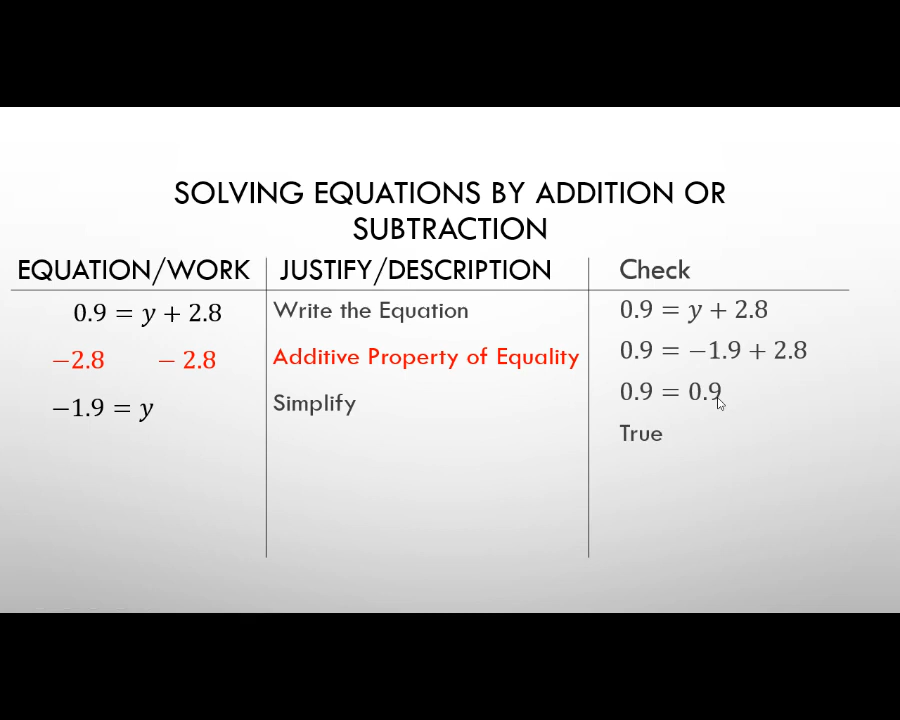 SOLVING EQUATIONS BY ADDITION OR
SUBTRACTION
EQUATION/WORK JUSTIFY/DESCRIPTION Check
0.9 = y + 2.8 Write the Equation 0.9 = y + 2.8
−2.8 − 2.8 Additive Property of Equality 0.9 = −1.9 + 2.8
−1.9 = y Simplify 0.9 = 0.9
True